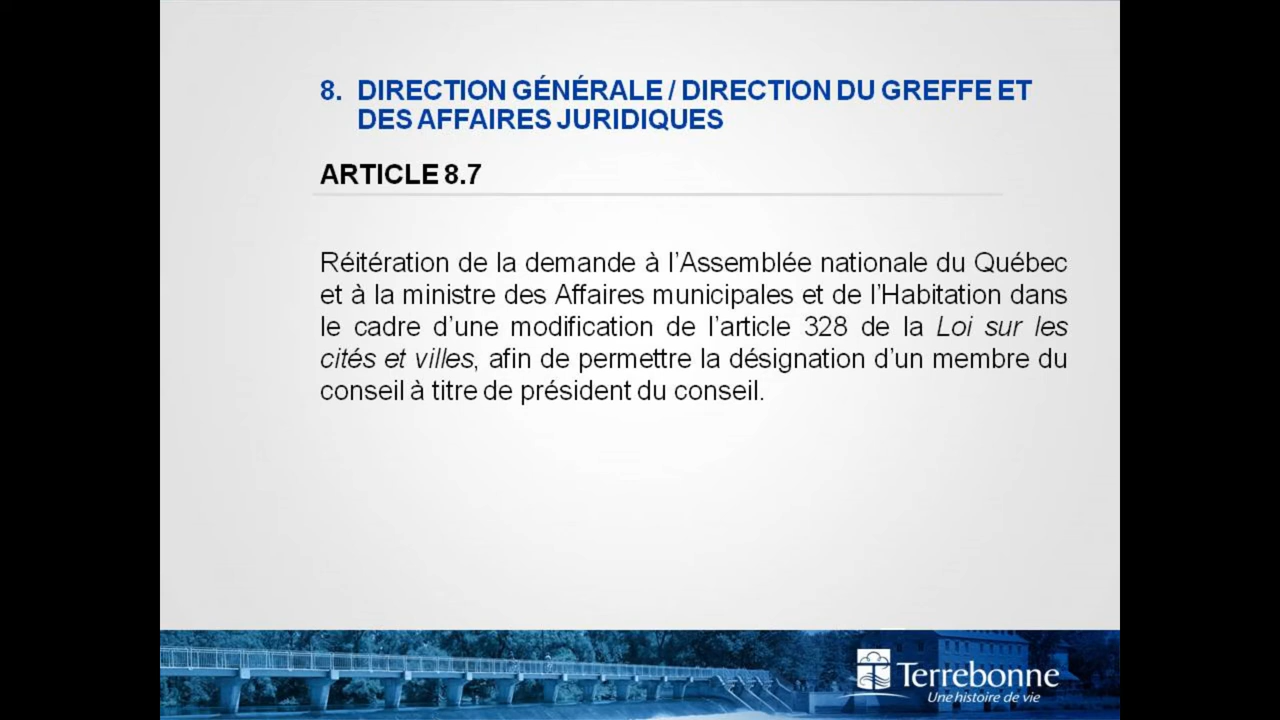 8. DIRECTION GÉNÉRALE / DIRECTION DU GREFFE ET
DES AFFAIRES JURIDIQUES
ARTICLE 8.7
Réitération de la demande à l’Assemblée nationale du Québec
et à la ministre des Affaires municipales et de l’Habitation dans
le cadre d’une modification de l’article 328 de la Loi sur les
cités et villes, afin de permettre la désignation d’un membre du
conseil à titre de président du conseil.
Terrebonne
Une histoire de vie